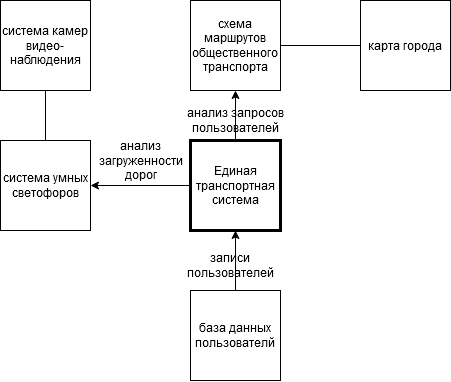 система камер
видео-
наблюдения
схема
маршрутов
общественного
транспорта
карта города
анализ запросов
пользователей
анализ
загруженности
дорог
система умных
светофоров
Единая
транспортная
система
записи
пользователей
база данных
пользователй